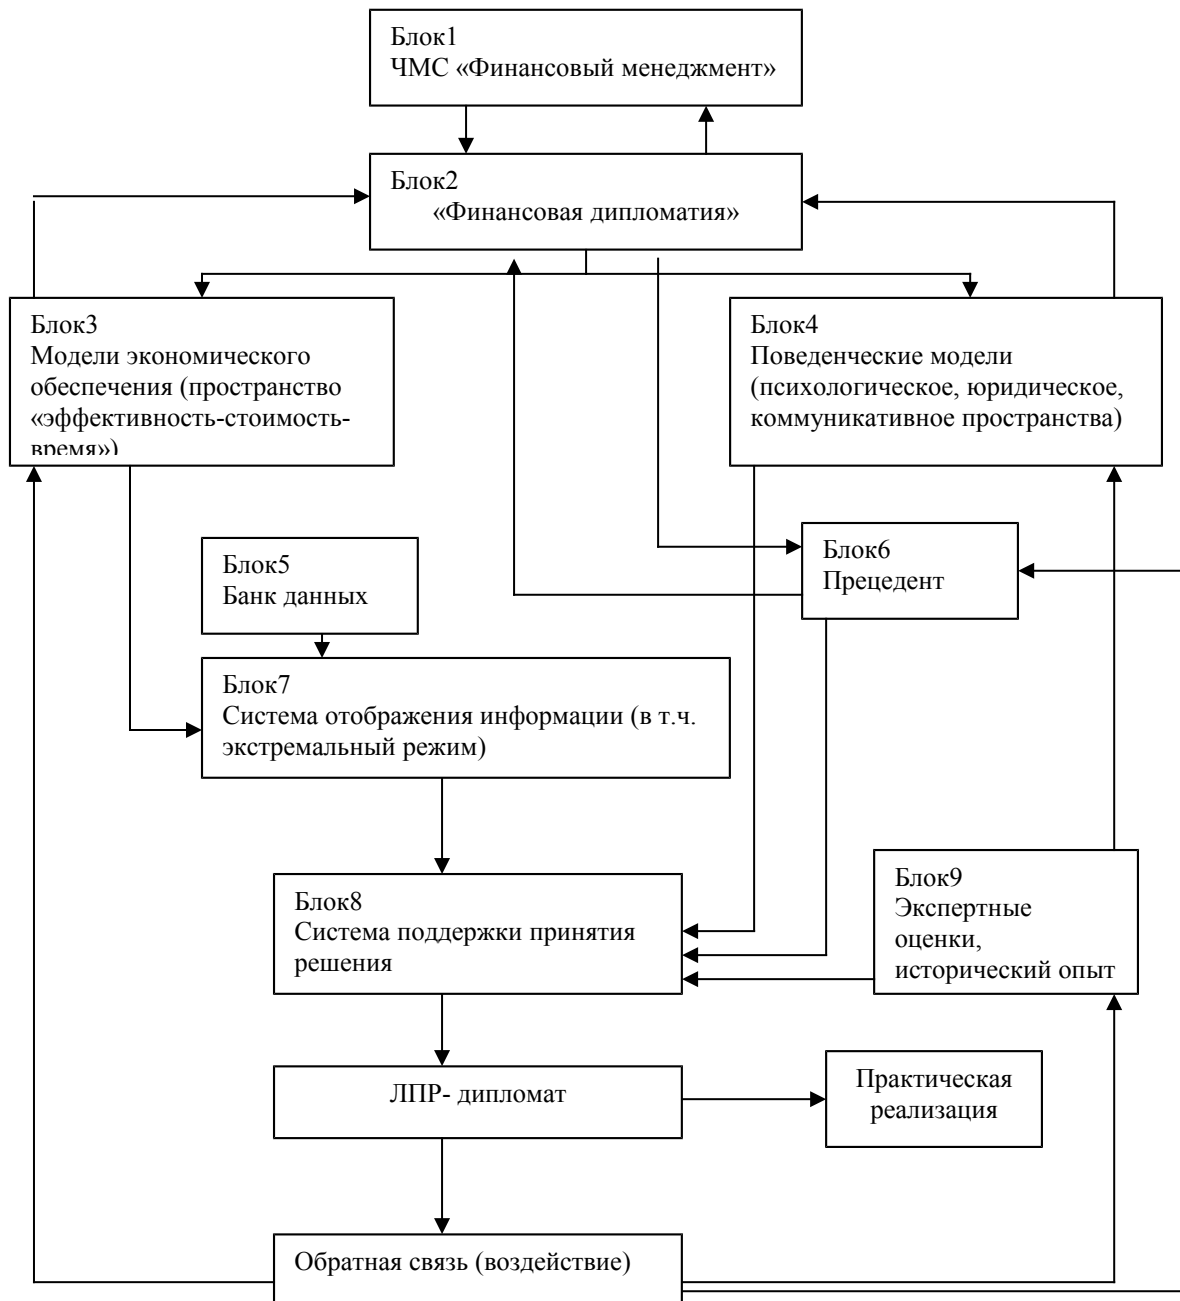 Блок1
ЧМС «Финансовый менеджмент»
Блок2
«Финансовая дипломатия»
Блок3
Модели экономического
обеспечения (пространство
«эффективность-стоимость-
время»)
Блок4
Поведенческие модели
(психологическое, юридическое,
коммуникативное пространства)
Блок5
Банк данных
Блок6
Прецедент
Блок7
Система отображения информации (в т.ч.
экстремальный режим)
Блок8
Система поддержки принятия
решения
Блок9
Экспертные
оценки,
исторический опыт
ЛПР- дипломат
Практическая
реализация
Обратная связь (воздействие)